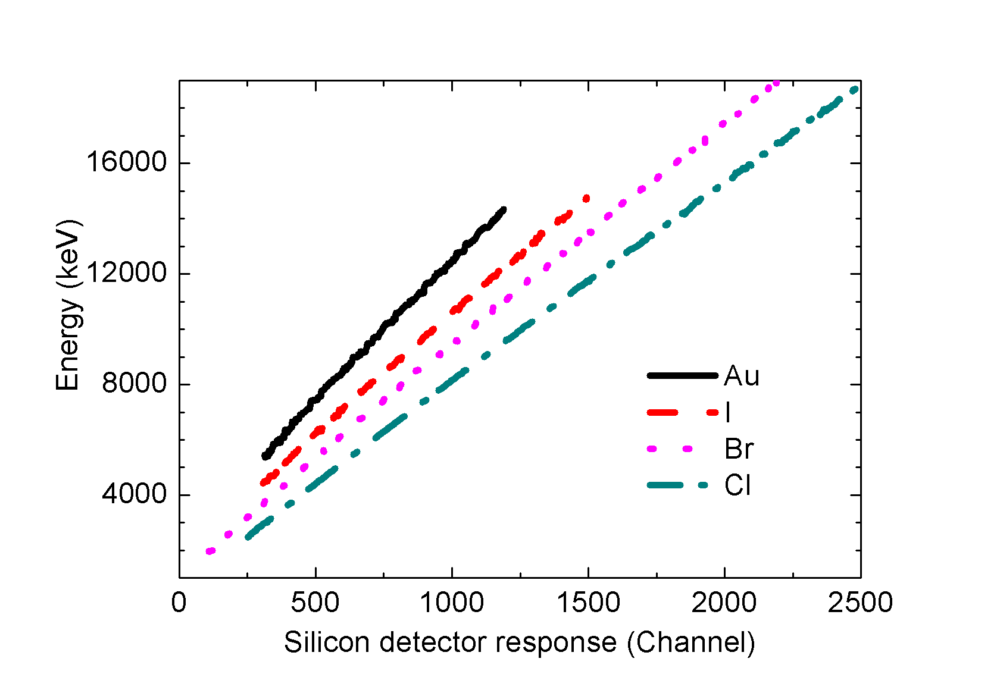 16000
12000
8000
4000
Energy (keV)
Au
I
Br
Cl
0 500 1000 1500 2000 2500
Silicon detector response (Channel)